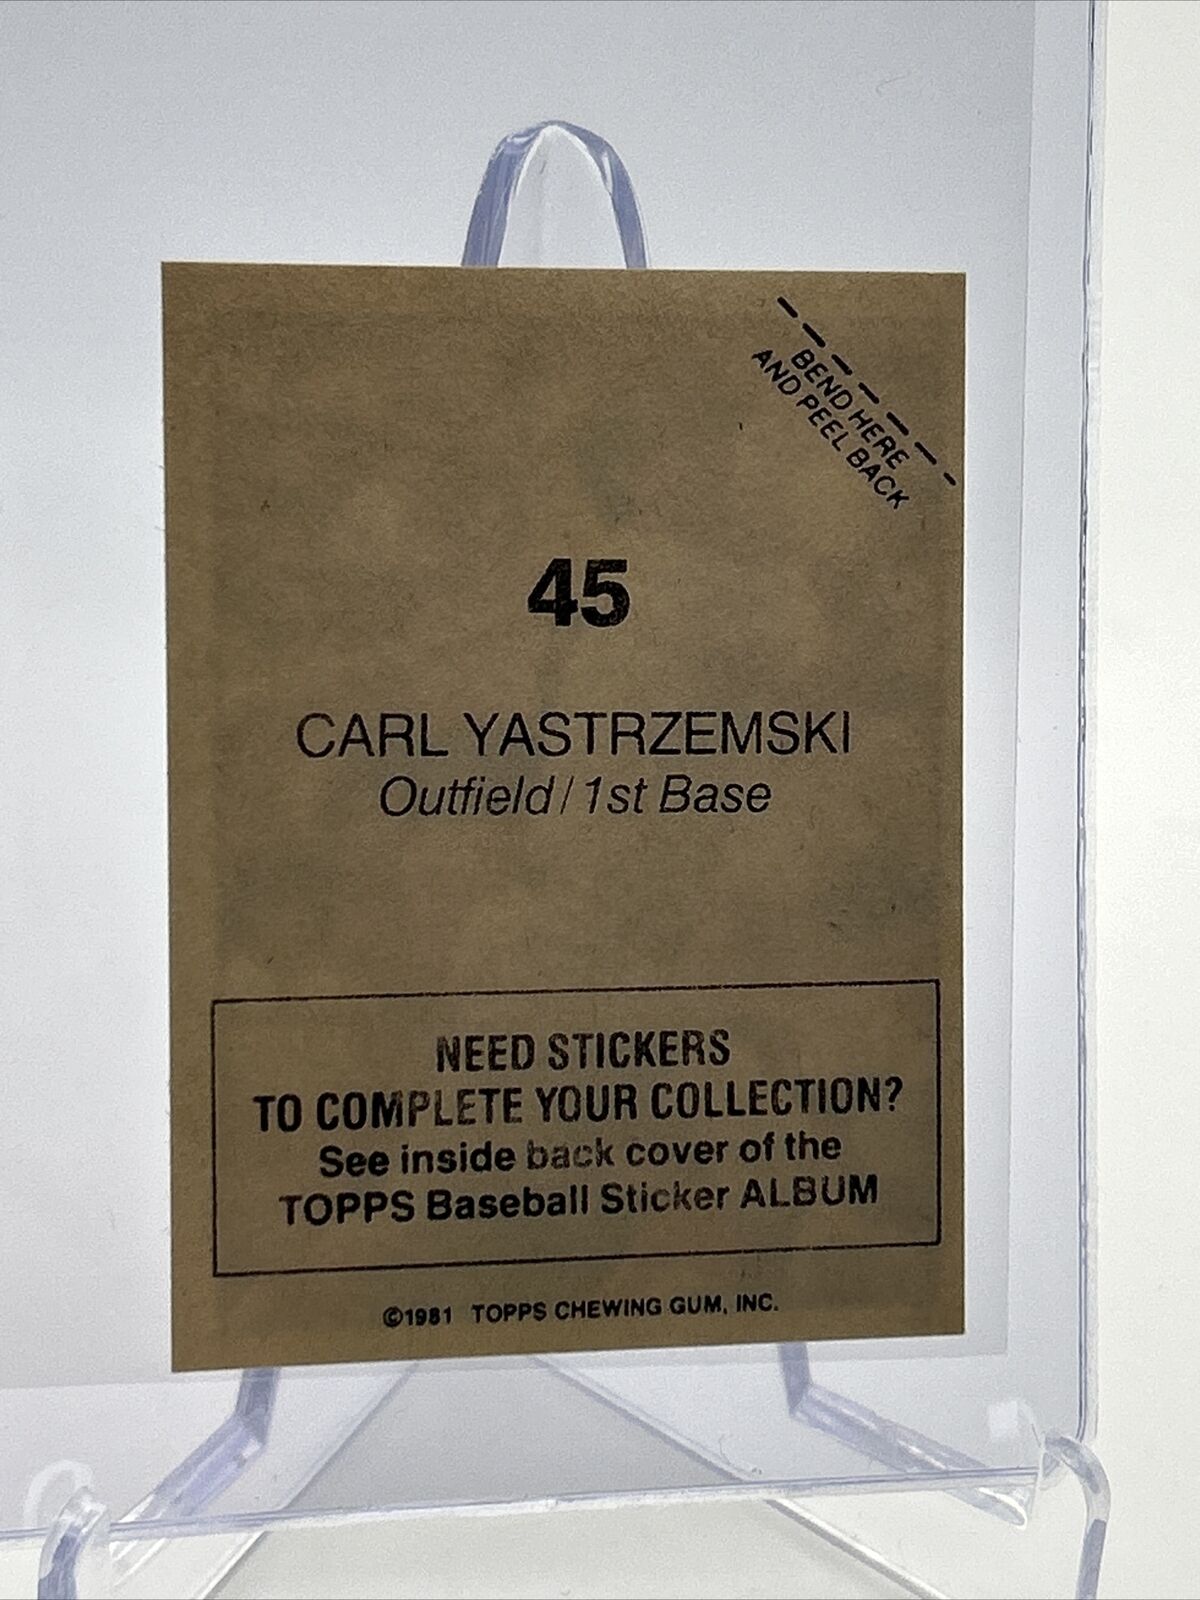 BEND HERE
AND PEEL BACK
45
CARL YASTRZEMSKI
Outfield / 1st Base
NEED STICKERS
TO COMPLETE YOUR COLLECTION?
See inside back cover of the
TOPPS Baseball Sticker ALBUM
©1981 TOPPS CHEWING GUM, INC.